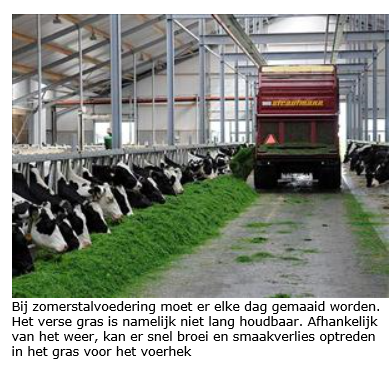 strautmann
Bij zomerstalvoedering moet er elke dag gemaaid worden.
Het verse gras is namelijk niet lang houdbaar. Afhankelijk
van het weer, kan er snel broei en smaakverlies optreden
in het gras voor het voerhek